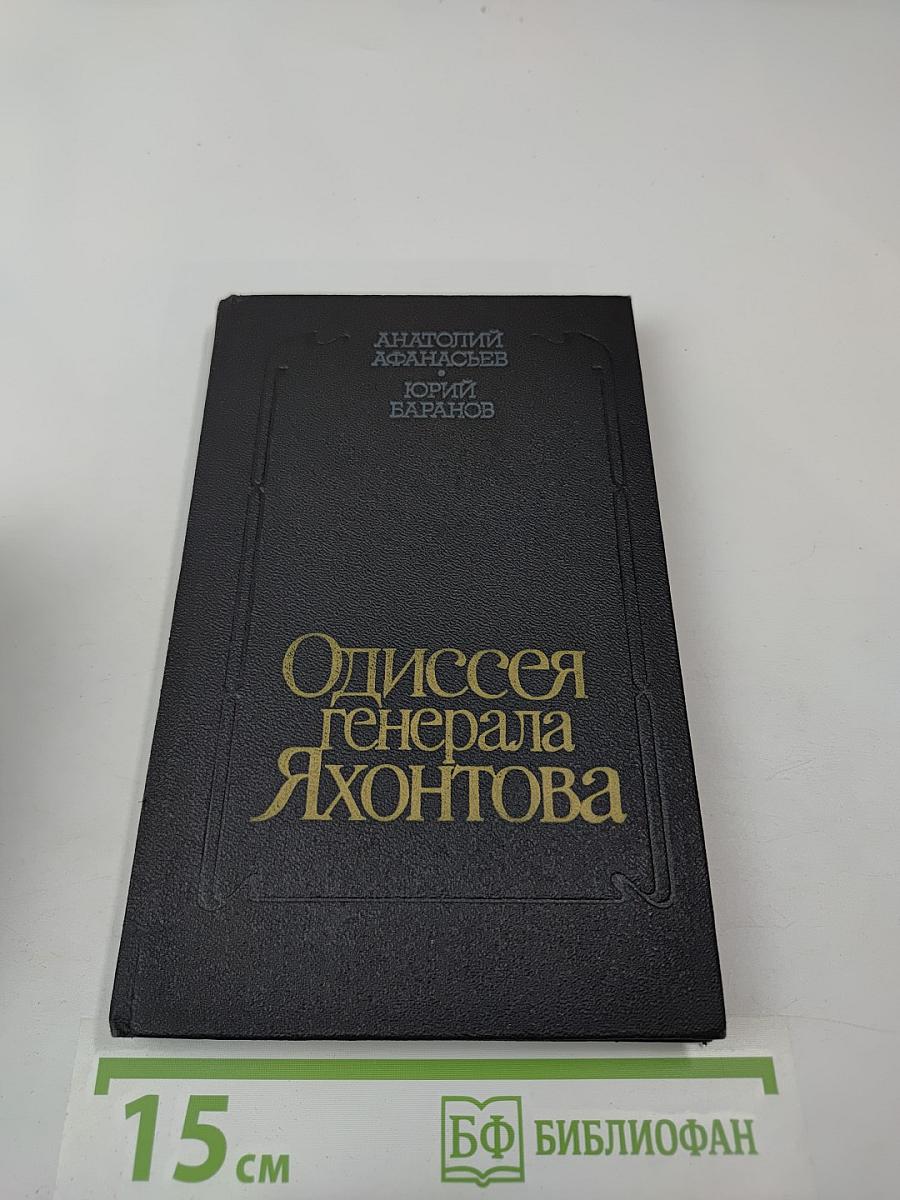 АНАТОЛИЙ
АФАНАСЬЕВ
•
ЮРИЙ
БАРАНОВ
Одиссея
генерала
Яхонтова
15 см
БФ БИБЛИОФАН